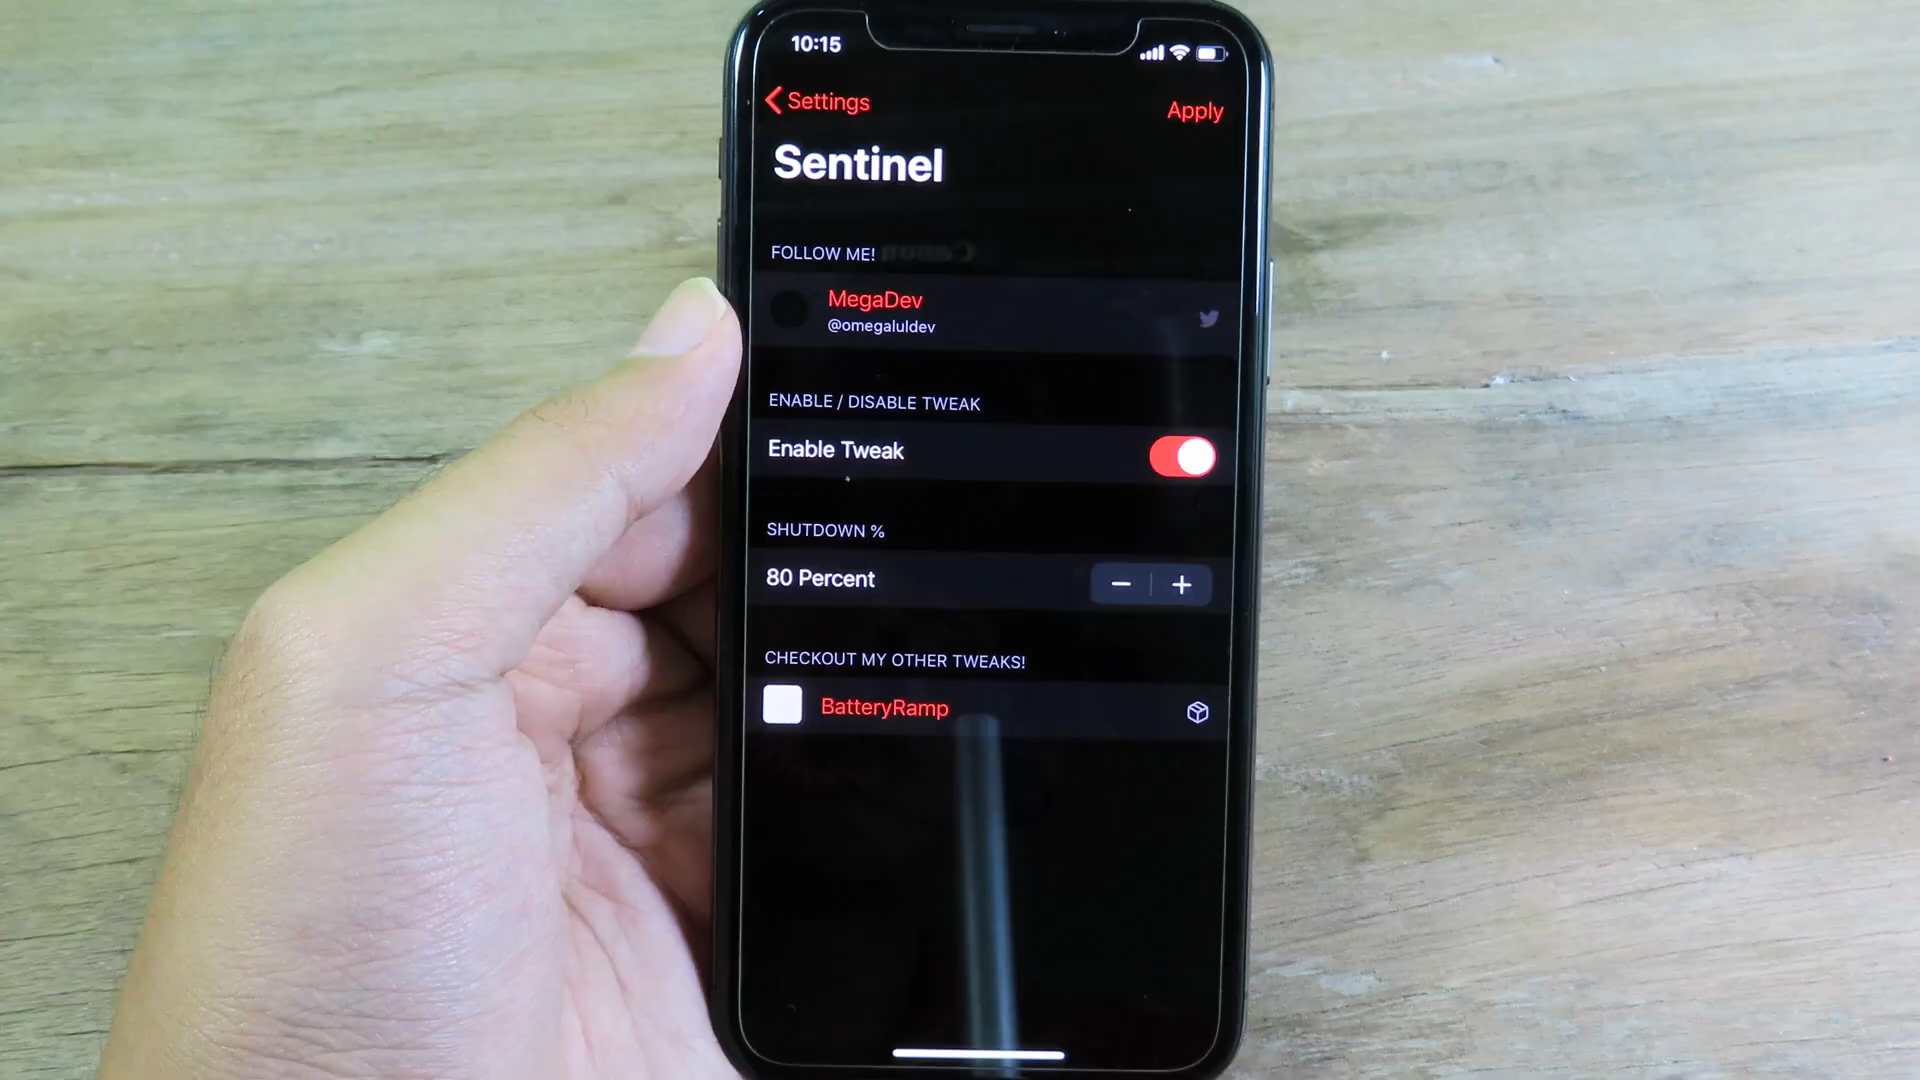 10:15
Settings
Apply
Sentinel
FOLLOW ME!
Canon
MegaDev
@omegaluldev
ENABLE / DISABLE TWEAK
Enable Tweak
SHUTDOWN %
80 Percent
− +
CHECKOUT MY OTHER TWEAKS!
BatteryRamp